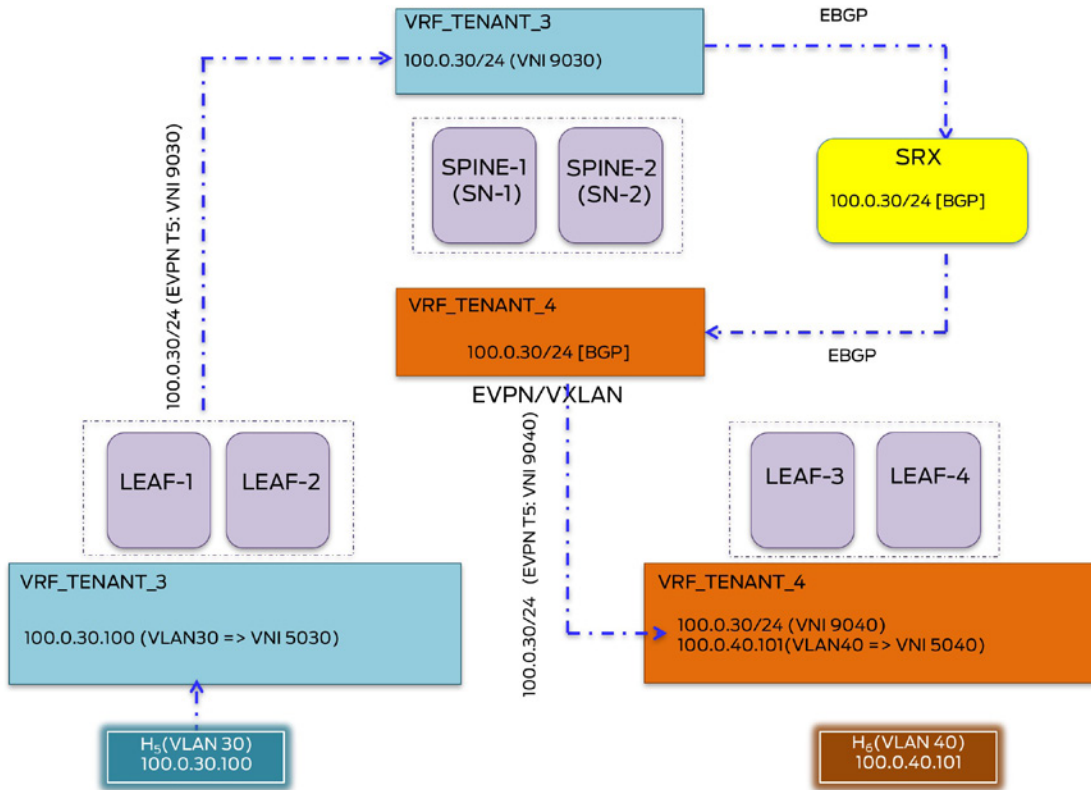 VRF_TENANT_3
100.0.30/24 (VNI 9030)
EBGP
SPINE-1
(SN-1)
SPINE-2
(SN-2)
SRX
100.0.30/24 [BGP]
100.0.30/24 (EVPN T5: VNI 9030)
VRF_TENANT_4
100.0.30/24 [BGP]
EBGP
EVPN/VXLAN
LEAF-1
LEAF-2
LEAF-3
LEAF-4
100.0.30/24 (EVPN T5: VNI 9040)
VRF_TENANT_3
100.0.30.100 (VLAN30 => VNI 5030)
VRF_TENANT_4
100.0.30/24 (VNI 9040)
100.0.40.101(VLAN40 => VNI 5040)
H₅(VLAN 30)
100.0.30.100
H₆(VLAN 40)
100.0.40.101